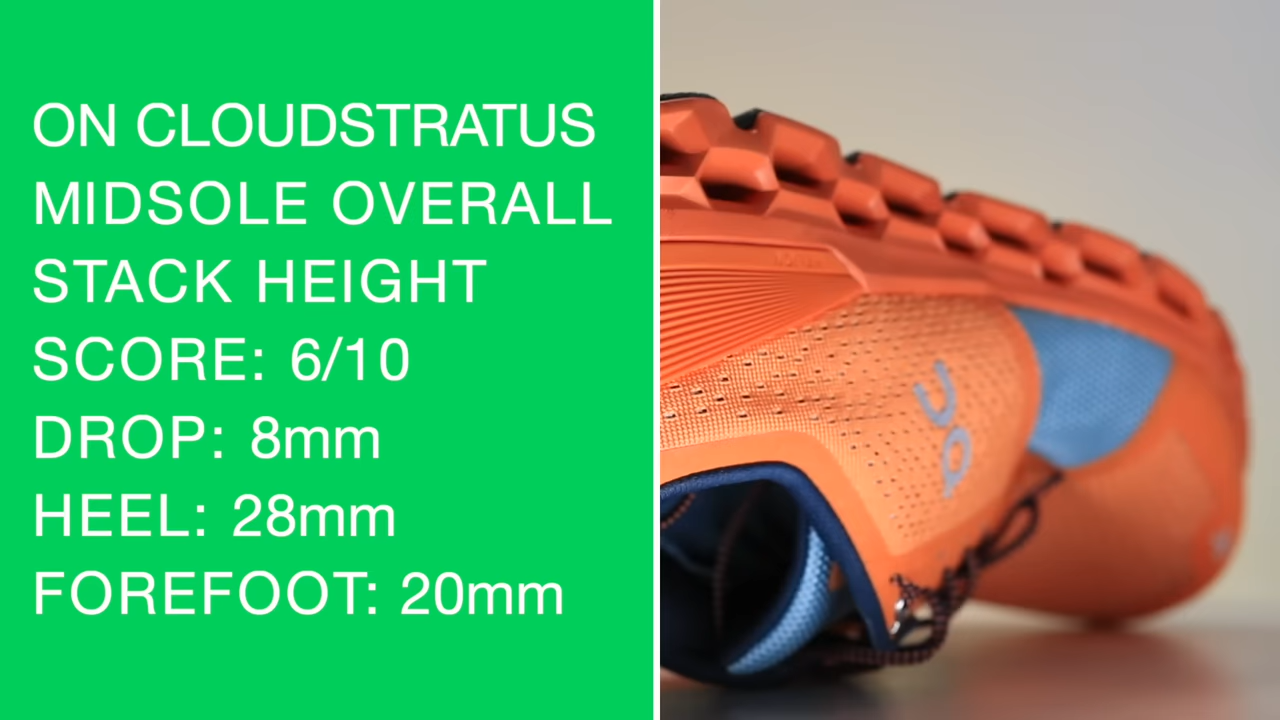 ON CLOUDSTRATUS
MIDSOLE OVERALL
STACK HEIGHT
SCORE: 6/10
DROP: 8mm
HEEL: 28mm
FOREFOOT: 20mm